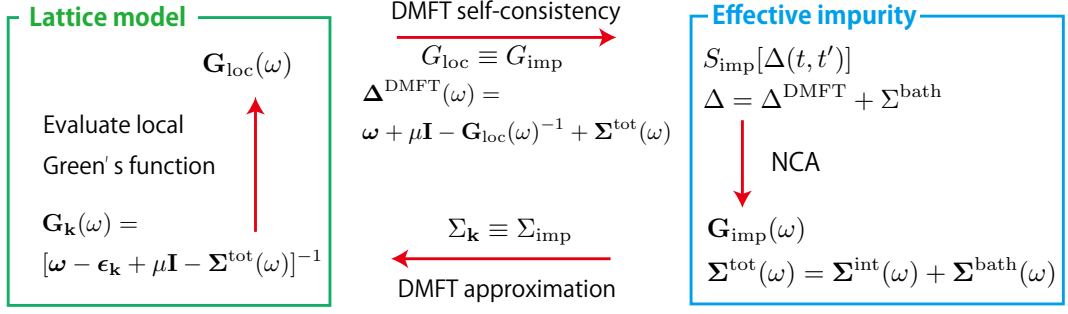 Lattice model
G_loc(ω)
Evaluate local
Green's function
G_k(ω) =
[ω − ϵ_k + μI − Σ^tot(ω)]^−1
DMFT self-consistency
G_loc ≡ G_imp
Δ^DMFT(ω) =
ω + μI − G_loc(ω)^−1 + Σ^tot(ω)
Σ_k ≡ Σ_imp
DMFT approximation
Effective impurity
S_imp[Δ(t, t′)]
Δ = Δ^DMFT + Σ^bath
NCA
G_imp(ω)
Σ^tot(ω) = Σ^int(ω) + Σ^bath(ω)